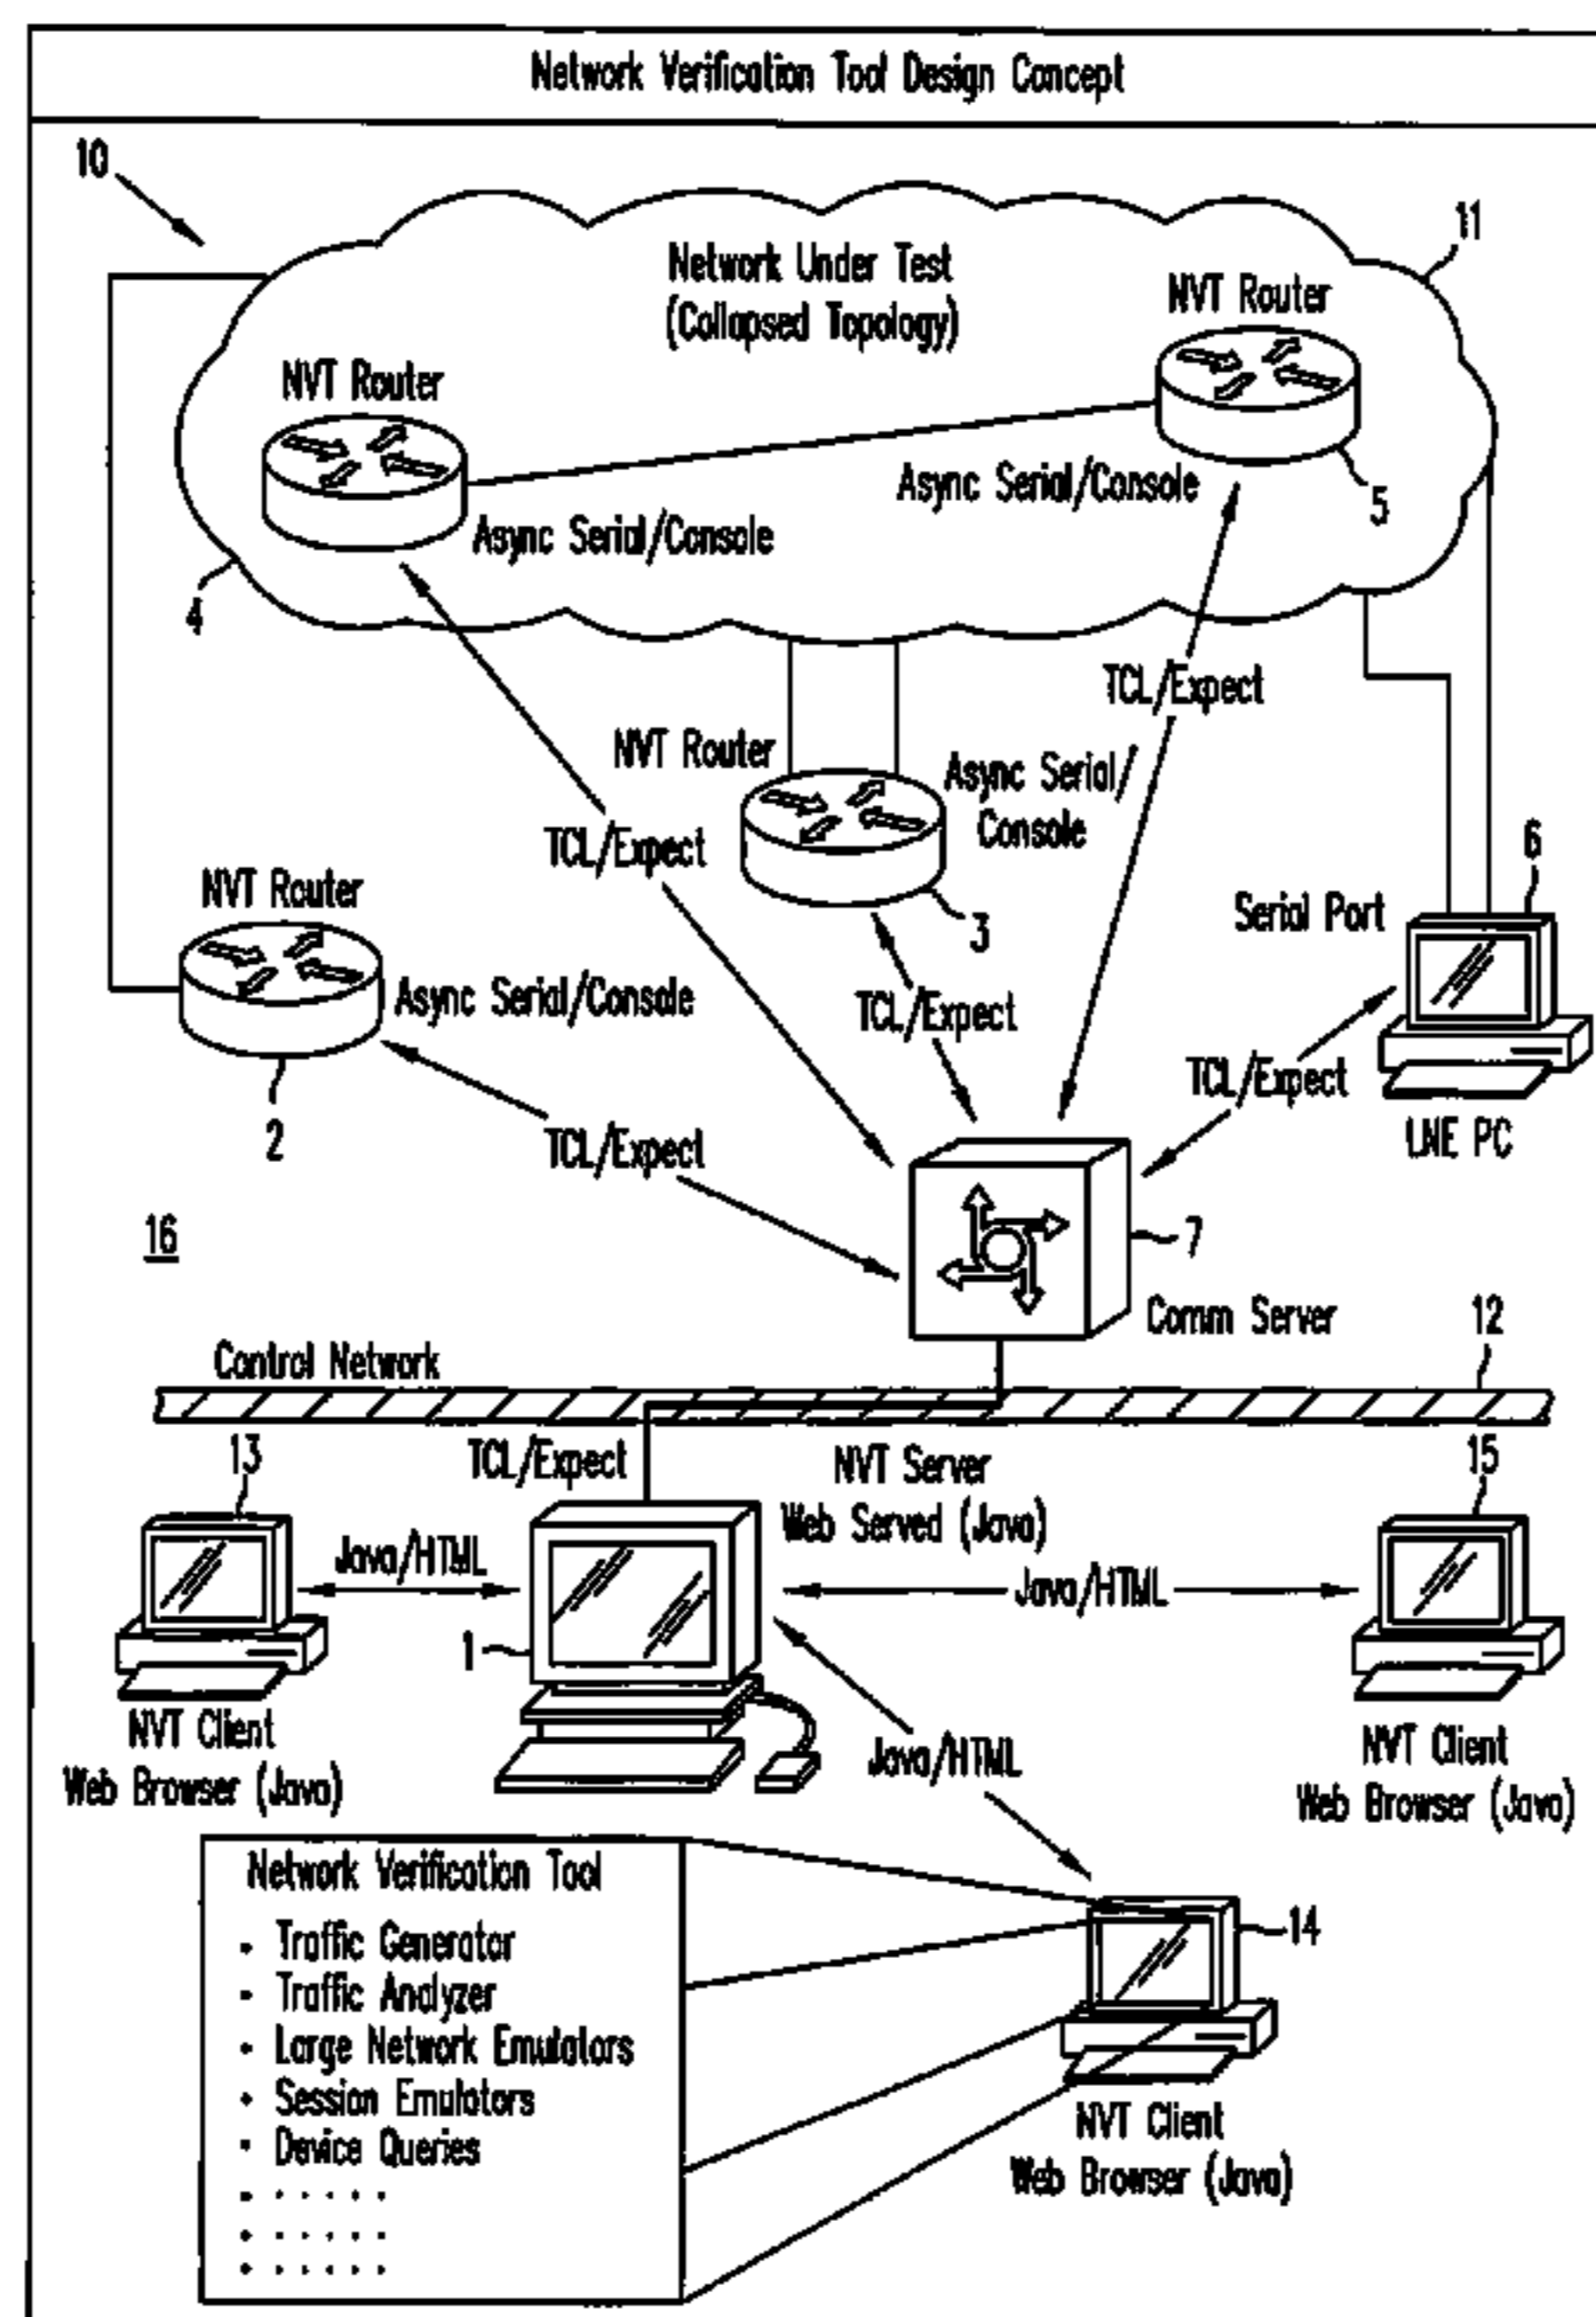 Network Verification Tool Design Concept
10
Network Under Test
(Collapsed Topology)
11
NVT Router
NVT Router
Async Serial/Console
5
Async Serial/Console
4
TCL/Expect
NVT Router
Async Serial/
Console
TCL/Expect
6
NVT Router
3
Serial Port
Async Serial/Console
TCL/Expect
TCL/Expect
2
TCL/Expect
LNE PC
16
7
Comm Server
12
Control Network
13
TCL/Expect
NVT Server
Web Served (Java)
15
Java/HTML
Java/HTML
1
NVT Client
Web Browser (Java)
Java/HTML
NVT Client
Web Browser (Java)
Network Verification Tool
· Traffic Generator
· Traffic Analyzer
· Large Network Emulators
· Session Emulators
· Device Queries
· · · · · ·
· · · · · ·
· · · · · ·
14
NVT Client
Web Browser (Java)